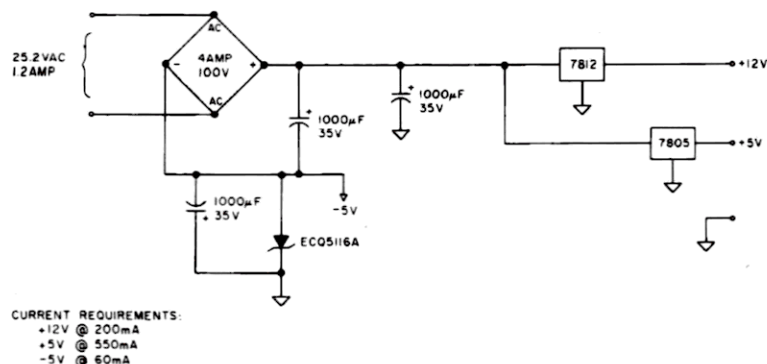 AC
25.2VAC
1.2AMP
- 4AMP +
100V
AC
+ 1000µF
35V
+ 1000µF
35V
7812
+12V
7805
+5V
1000µF
+ 35V
-5V
ECQ5116A
CURRENT REQUIREMENTS:
+12V @ 200mA
+5V @ 550mA
-5V @ 60mA